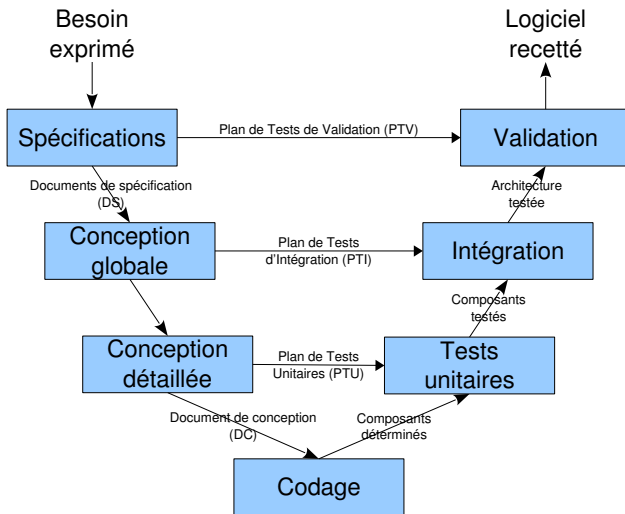 Besoin
exprimé
Logiciel
recetté
Spécifications
Plan de Tests de Validation (PTV)
Validation
Documents de spécification
(DS)
Architecture
testée
Conception
globale
Plan de Tests
d'Intégration (PTI)
Intégration
Composants
testés
Conception
détaillée
Plan de Tests
Unitaires (PTU)
Tests
unitaires
Document de conception
(DC)
Composants
déterminés
Codage